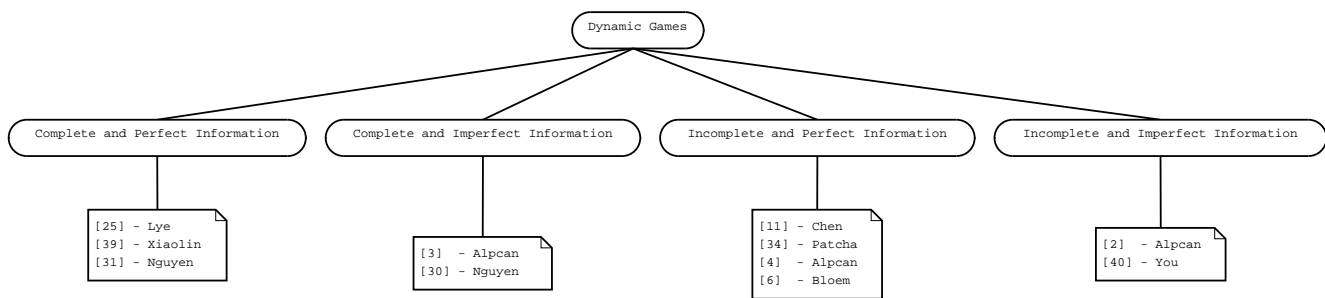 Dynamic Games
Complete and Perfect Information
Complete and Imperfect Information
Incomplete and Perfect Information
Incomplete and Imperfect Information
[25] - Lye
[39] - Xiaolin
[31] - Nguyen
[3] - Alpcan
[30] - Nguyen
[11] - Chen
[34] - Patcha
[4] - Alpcan
[6] - Bloem
[2] - Alpcan
[40] - You